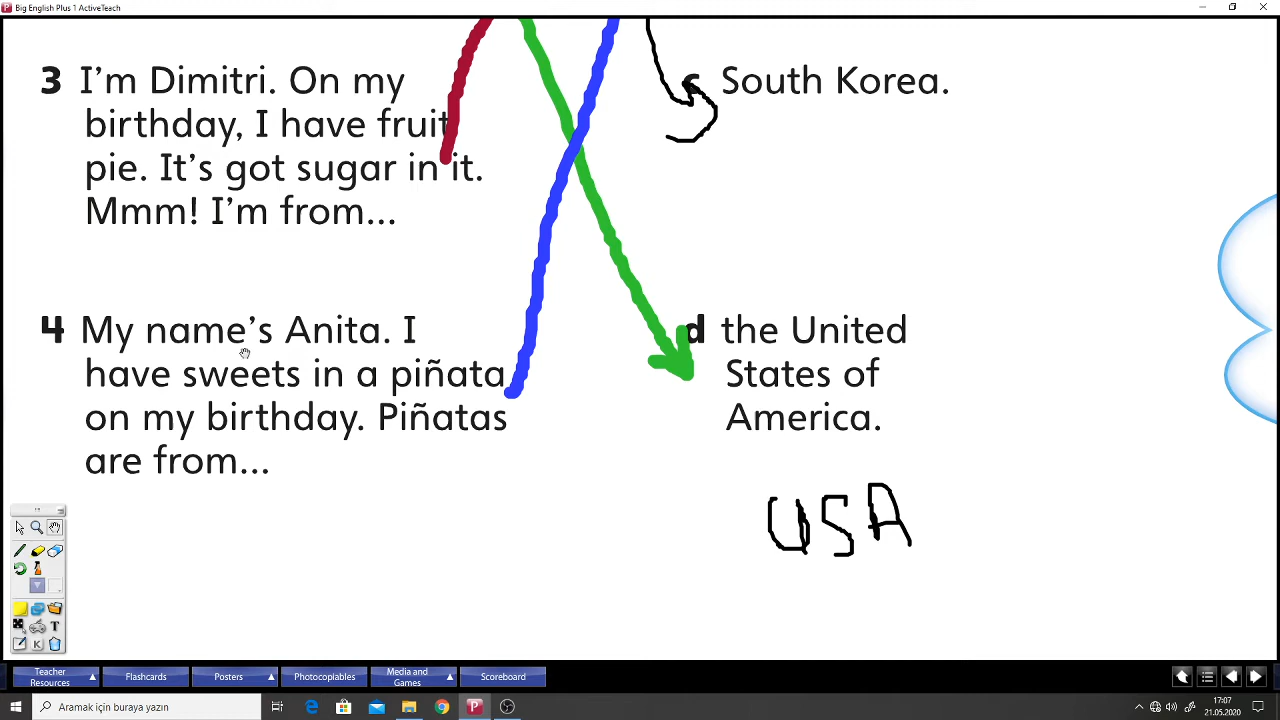 Big English Plus 1 ActiveTeach
3 I'm Dimitri. On my
birthday, I have fruit
pie. It's got sugar in it.
Mmm! I'm from...
c South Korea.
4 My name's Anita. I
have sweets in a piñata
on my birthday. Piñatas
are from...
d the United
States of
America.
USA
T
K
Teacher
Resources
Flashcards
Posters
Photocopiables
Media and
Games
Scoreboard
Aramak için buraya yazın
17:07
21.05.2020